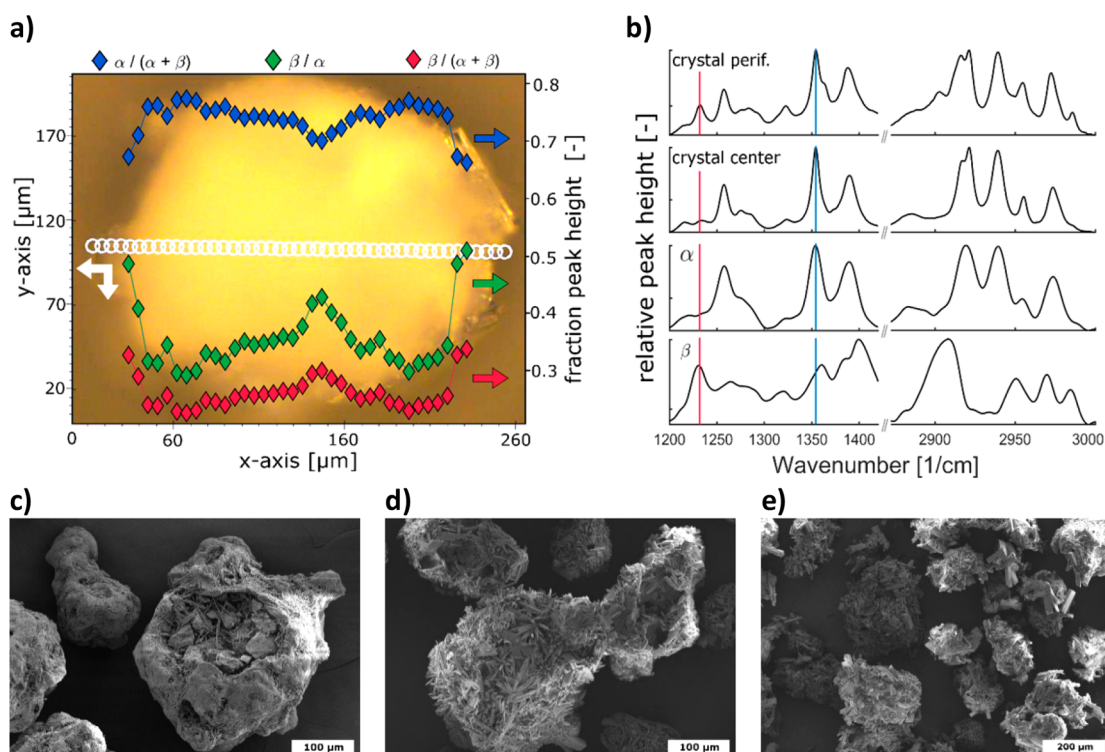 a)
α / (α + β)
β / α
β / (α + β)
170
120
70
20
y-axis [µm]
0
60
160
260
x-axis [µm]
0.8
0.7
0.6
0.5
0.4
0.3
fraction peak height [-]
b)
crystal perif.
crystal center
α
β
relative peak height [-]
1200
1250
1300
1350
1400
2900
2950
3000
Wavenumber [1/cm]
c)
100 µm
d)
100 µm
e)
200 µm